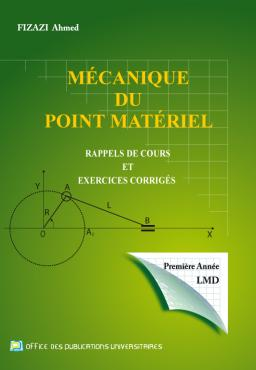 FIZAZI Ahmed
MÉCANIQUE
DU
POINT MATÉRIEL
RAPPELS DE COURS
ET
EXERCICES CORRIGÉS
Y
A
L
R
B
O
A₁
X
Première Année
LMD
OFFICE DES PUBLICATIONS UNIVERSITAIRES